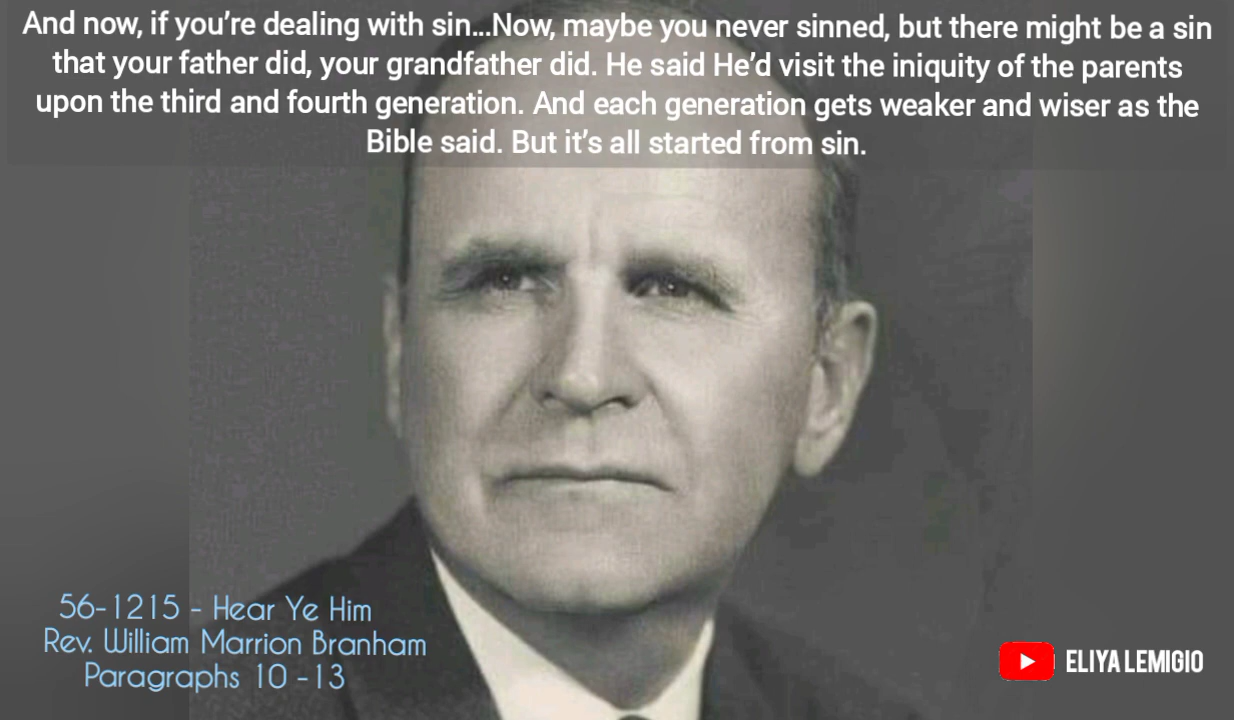 And now, if you’re dealing with sin...Now, maybe you never sinned, but there might be a sin
that your father did, your grandfather did. He said He’d visit the iniquity of the parents
upon the third and fourth generation. And each generation gets weaker and wiser as the
Bible said. But it’s all started from sin.
56-1215 - Hear Ye Him
Rev. William Marrion Branham
Paragraphs 10 -13
ELIYA LEMIGIO